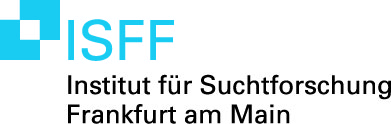 ISFF
Institut für Suchtforschung
Frankfurt am Main